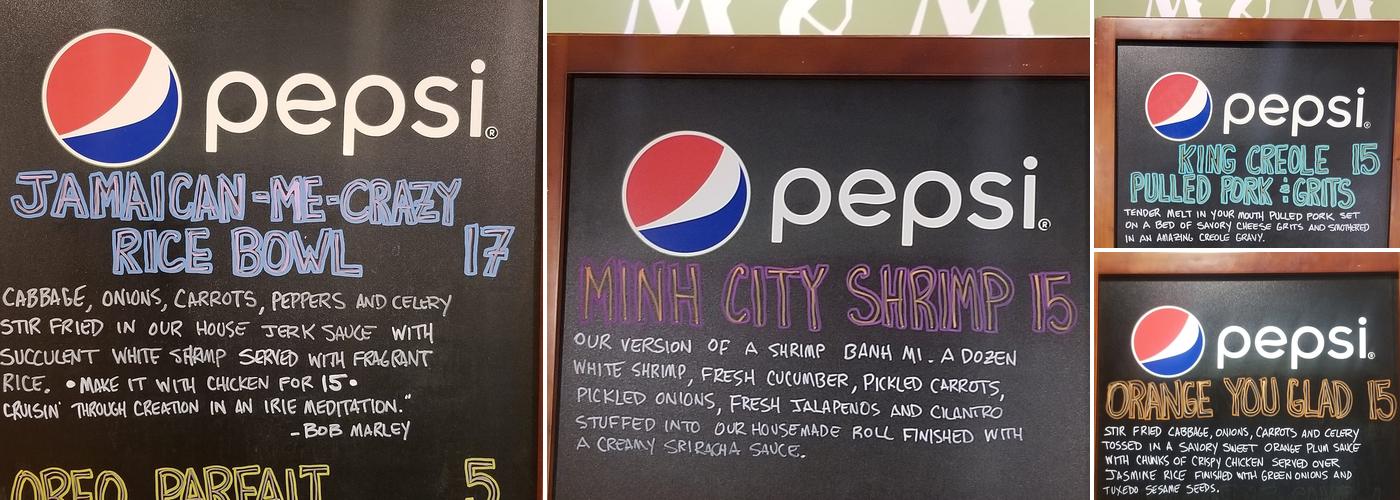 pepsi®
JAMAICAN-ME-CRAZY
RICE BOWL 17
CABBAGE, ONIONS, CARROTS, PEPPERS AND CELERY
STIR FRIED IN OUR HOUSE JERK SAUCE WITH
SUCCULENT WHITE SHRIMP SERVED WITH FRAGRANT
RICE. •MAKE IT WITH CHICKEN FOR 15•
CRUISIN' THROUGH CREATION IN AN IRIE MEDITATION."
-BOB MARLEY
OREO PARFAIT 5
pepsi®
MINH CITY SHRIMP 15
OUR VERSION OF A SHRIMP BANH MI. A DOZEN
WHITE SHRIMP, FRESH CUCUMBER, PICKLED CARROTS,
PICKLED ONIONS, FRESH JALAPENOS AND CILANTRO
STUFFED INTO OUR HOUSEMADE ROLL FINISHED WITH
A CREAMY SRIRACHA SAUCE.
pepsi®
KING CREOLE 15
PULLED PORK & GRITS
TENDER MELT IN YOUR MOUTH PULLED PORK SET
ON A BED OF SAVORY CHEESE GRITS AND SMOTHERED
IN AN AMAZING CREOLE GRAVY.
pepsi®
ORANGE YOU GLAD 15
STIR FRIED CABBAGE, ONIONS, CARROTS AND CELERY
TOSSED IN A SAVORY SWEET ORANGE PLUM SAUCE
WITH CHUNKS OF CRISPY CHICKEN SERVED OVER
JASMINE RICE FINISHED WITH GREEN ONIONS AND
TUXEDO SESAME SEEDS.